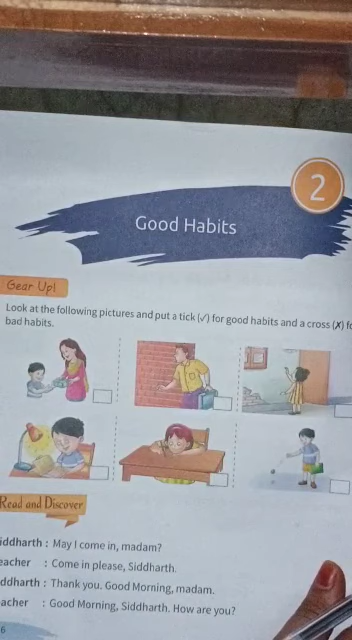 2
Good Habits
Gear Up!
Look at the following pictures and put a tick (✓) for good habits and a cross (✗)
bad habits.
Read and Discover
iddharth : May I come in, madam?
eacher : Come in please, Siddharth.
ddharth : Thank you. Good Morning, madam.
acher : Good Morning, Siddharth. How are you?
6